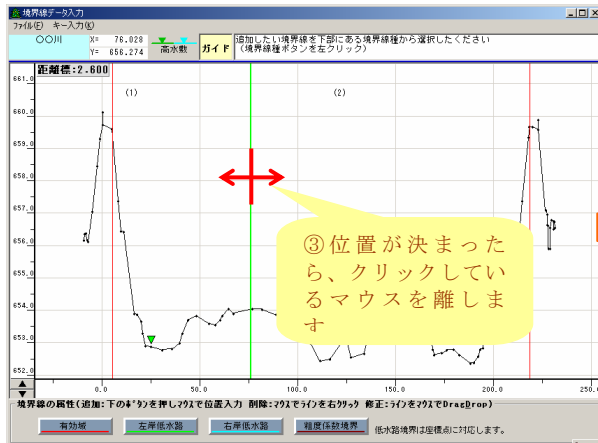 境界線データ入力
ファイル(F) キー入力(K)
〇〇川
X= 76.028
Y= 656.274
高水敷
ガイド
追加したい境界線を下部にある境界線種から選択したください
(境界線種ボタンを左クリック)
距離標:2.600
661.0
(1)
(2)
660.0
659.0
658.0
657.0
656.0
655.0
654.0
653.0
652.0
③位置が決まった
ら、クリックしてい
るマウスを離しま
す
0.0
50.0
100.0
150.0
200.0
250.
境界線の属性(追加:下のボタンを押しマウスで位置入力 削除:マウスでラインを右クリック 修正:ラインをマウスでDrag&Drop)
有効域
左岸低水路
右岸低水路
粗度係数境界
低水路境界は座標点に対応します。